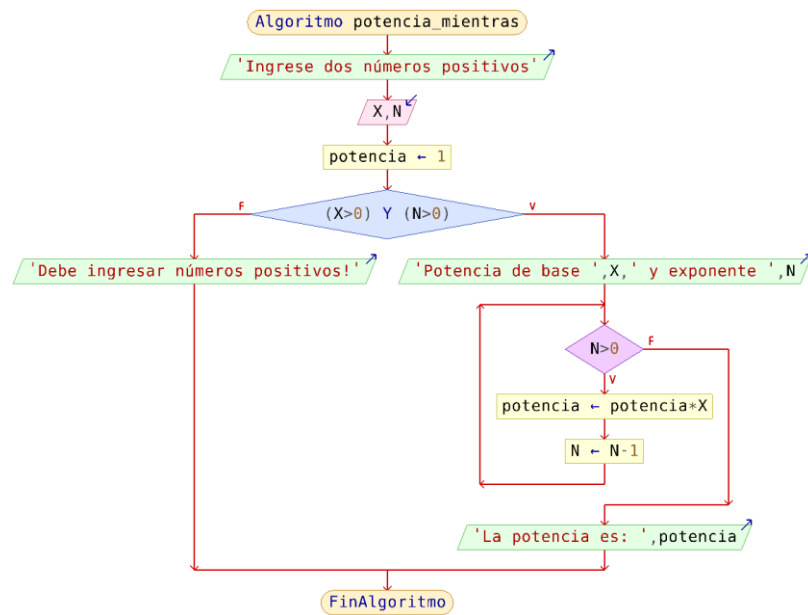 Algoritmo potencia_mientras
'Ingrese dos números positivos'
X,N
potencia ← 1
F
(X>0) Y (N>0)
V
'Debe ingresar números positivos!'
'Potencia de base ',X,' y exponente ',N
N>0
F
V
potencia ← potencia*X
N ← N-1
'La potencia es: ',potencia
FinAlgoritmo